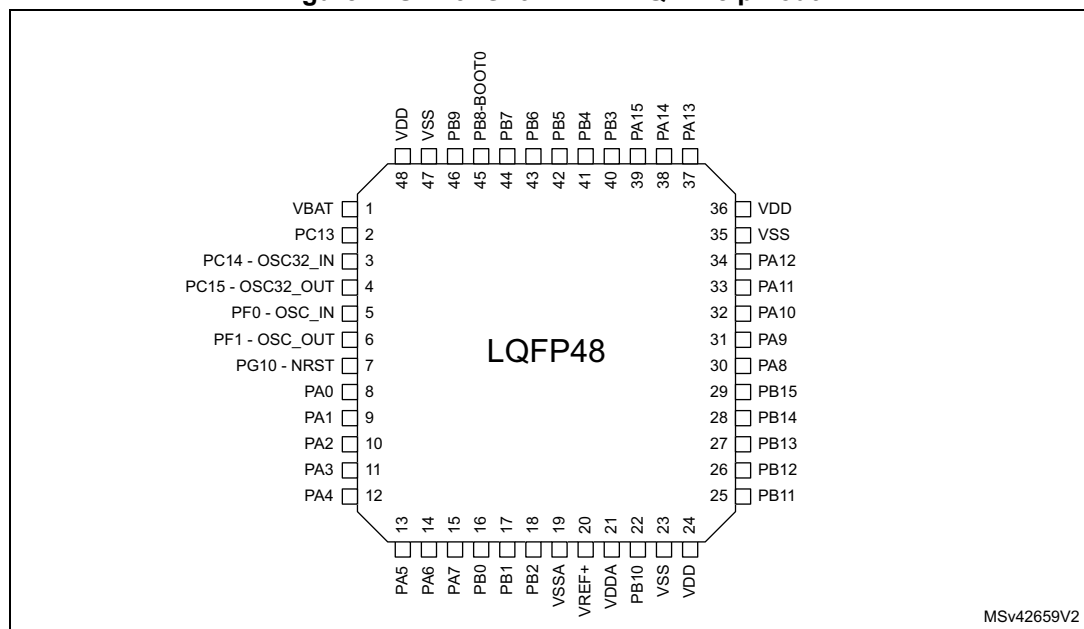 VDD
VSS
PB9
PB8-BOOT0
PB7
PB6
PB5
PB4
PB3
PA15
PA14
PA13
48
47
46
45
44
43
42
41
40
39
38
37
VBAT 1
PC13 2
PC14 - OSC32_IN 3
PC15 - OSC32_OUT 4
PF0 - OSC_IN 5
PF1 - OSC_OUT 6
PG10 - NRST 7
PA0 8
PA1 9
PA2 10
PA3 11
PA4 12
LQFP48
36 VDD
35 VSS
34 PA12
33 PA11
32 PA10
31 PA9
30 PA8
29 PB15
28 PB14
27 PB13
26 PB12
25 PB11
13
14
15
16
17
18
19
20
21
22
23
24
PA5
PA6
PA7
PB0
PB1
PB2
VSSA
VREF+
VDDA
PB10
VSS
VDD
MSv42659V2